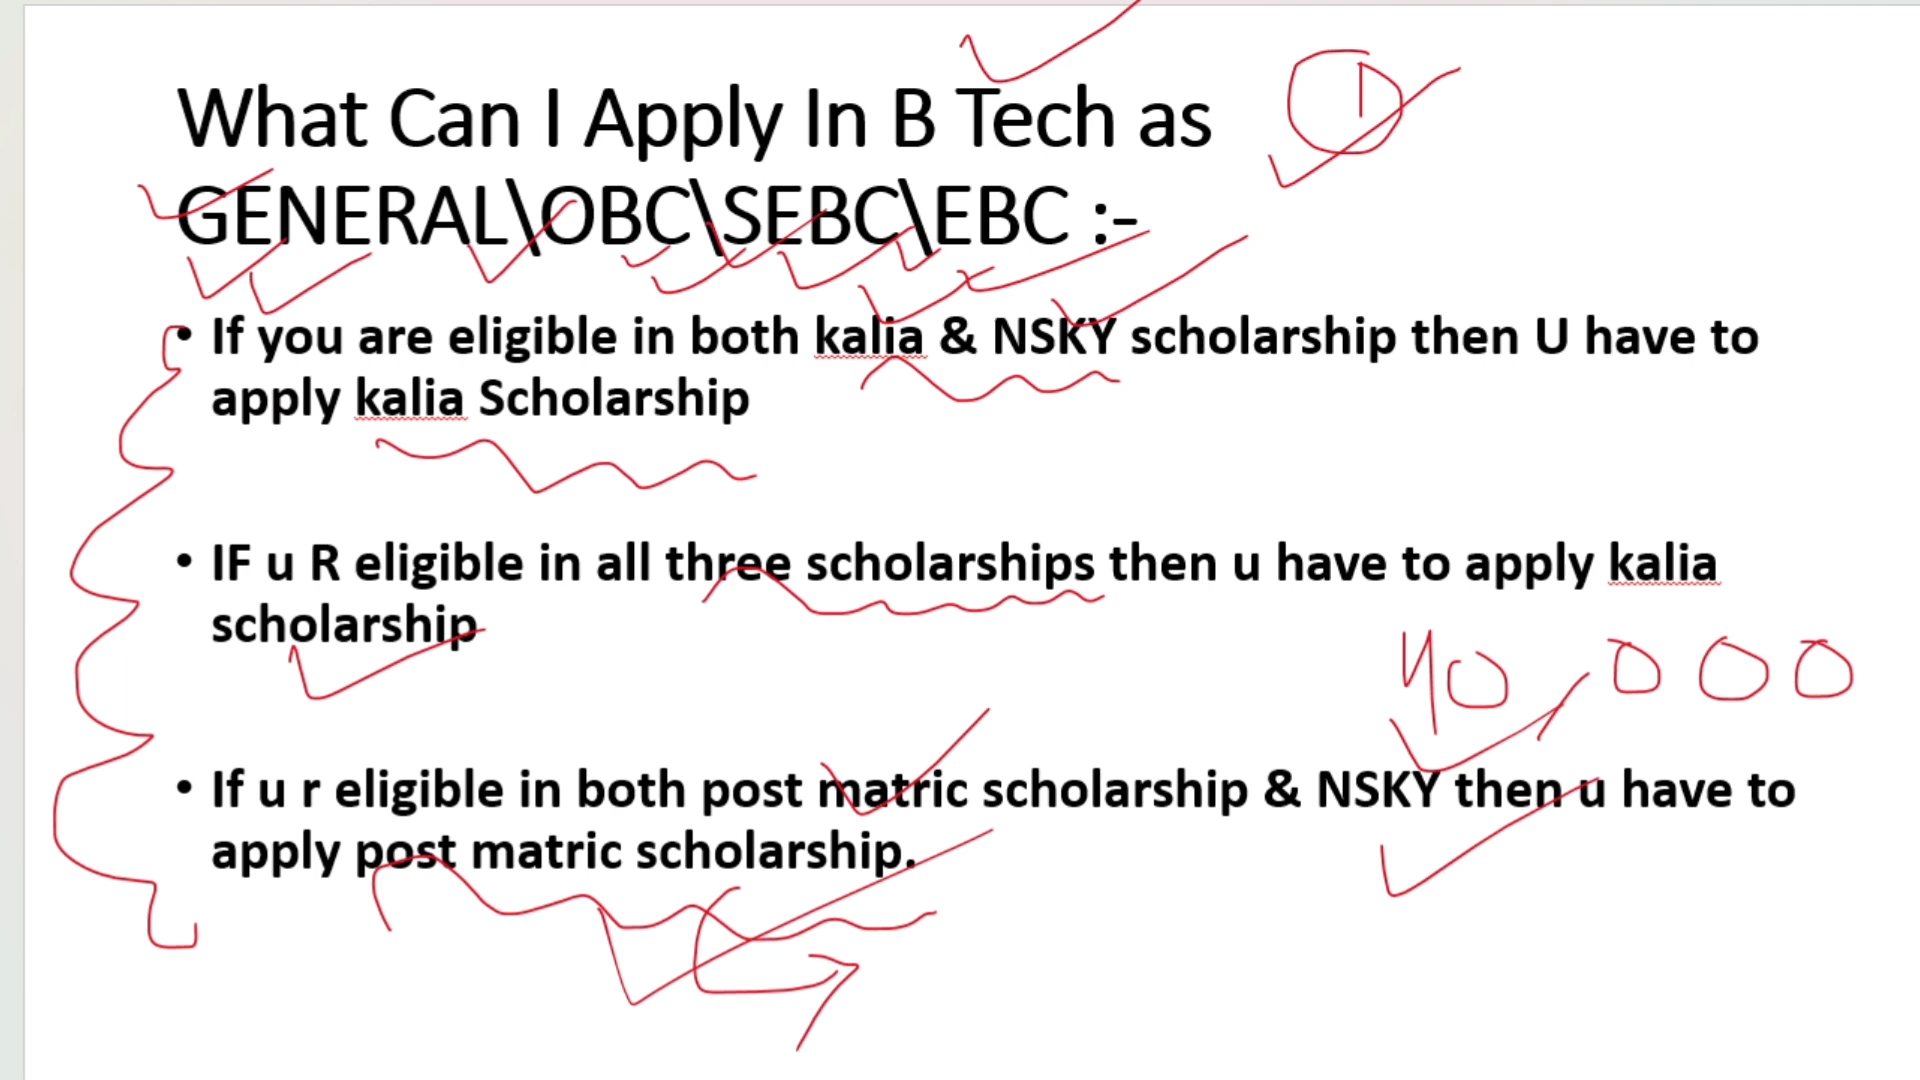 What Can I Apply In B Tech as
GENERAL\OBC\SEBC\EBC :-
1
• If you are eligible in both kalia & NSKY scholarship then U have to
apply kalia Scholarship
• IF u R eligible in all three scholarships then u have to apply kalia
scholarship
40,000
• If u r eligible in both post matric scholarship & NSKY then u have to
apply post matric scholarship.